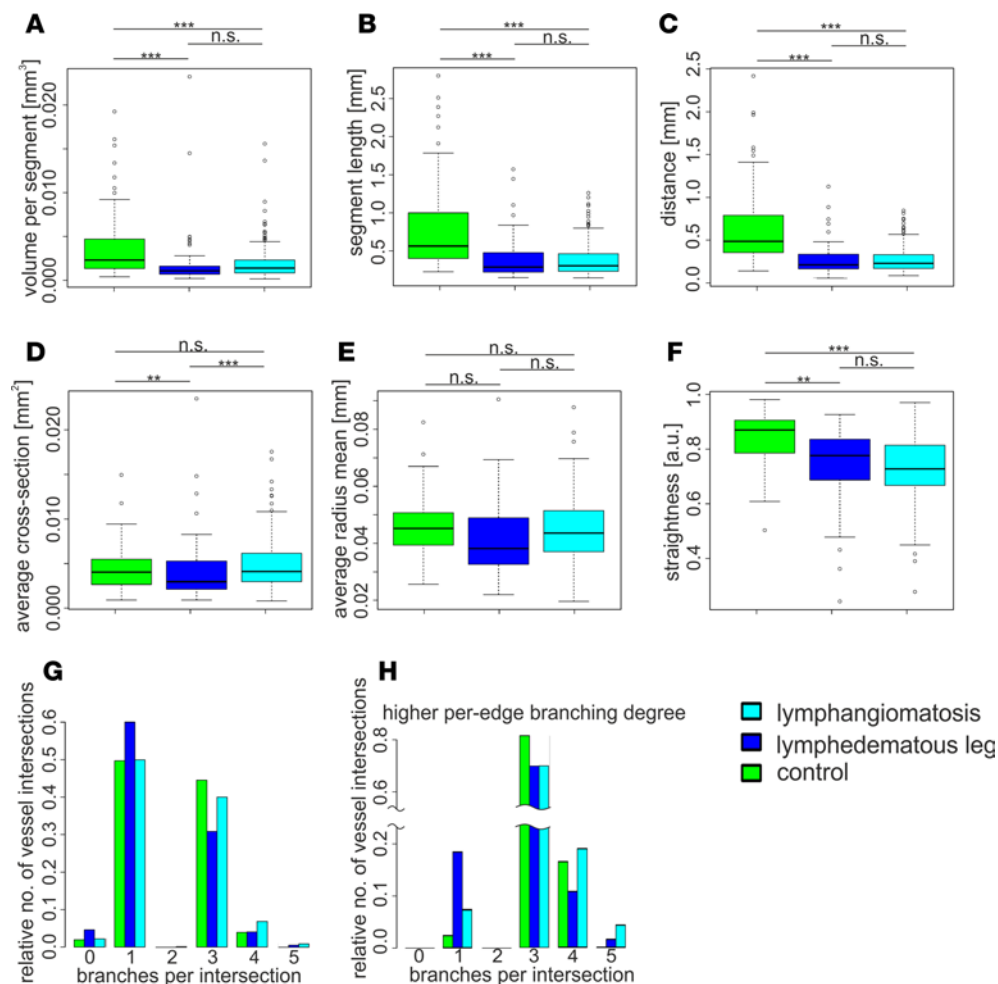 A
***
n.s.
***
volume per segment [mm³]
0.020
0.010
0.000
B
***
n.s.
***
segment length [mm]
2.5
2.0
1.5
1.0
0.5
C
***
n.s.
***
distance [mm]
2.5
2.0
1.5
1.0
0.5
0.0
D
n.s.
***
**
average cross-section [mm²]
0.020
0.010
0.000
E
n.s.
n.s.
n.s.
average radius mean [mm]
0.08
0.06
0.04
0.02
F
***
n.s.
**
straightness [a.u.]
1.0
0.8
0.6
0.4
G
relative no. of vessel intersections
0.6
0.5
0.4
0.3
0.2
0.1
0.0
0 1 2 3 4 5
branches per intersection
H
higher per-edge branching degree
relative no. of vessel intersections
0.8
0.6
0.2
0.1
0.0
0 1 2 3 4 5
branches per intersection
lymphangiomatosis
lymphedematous leg
control